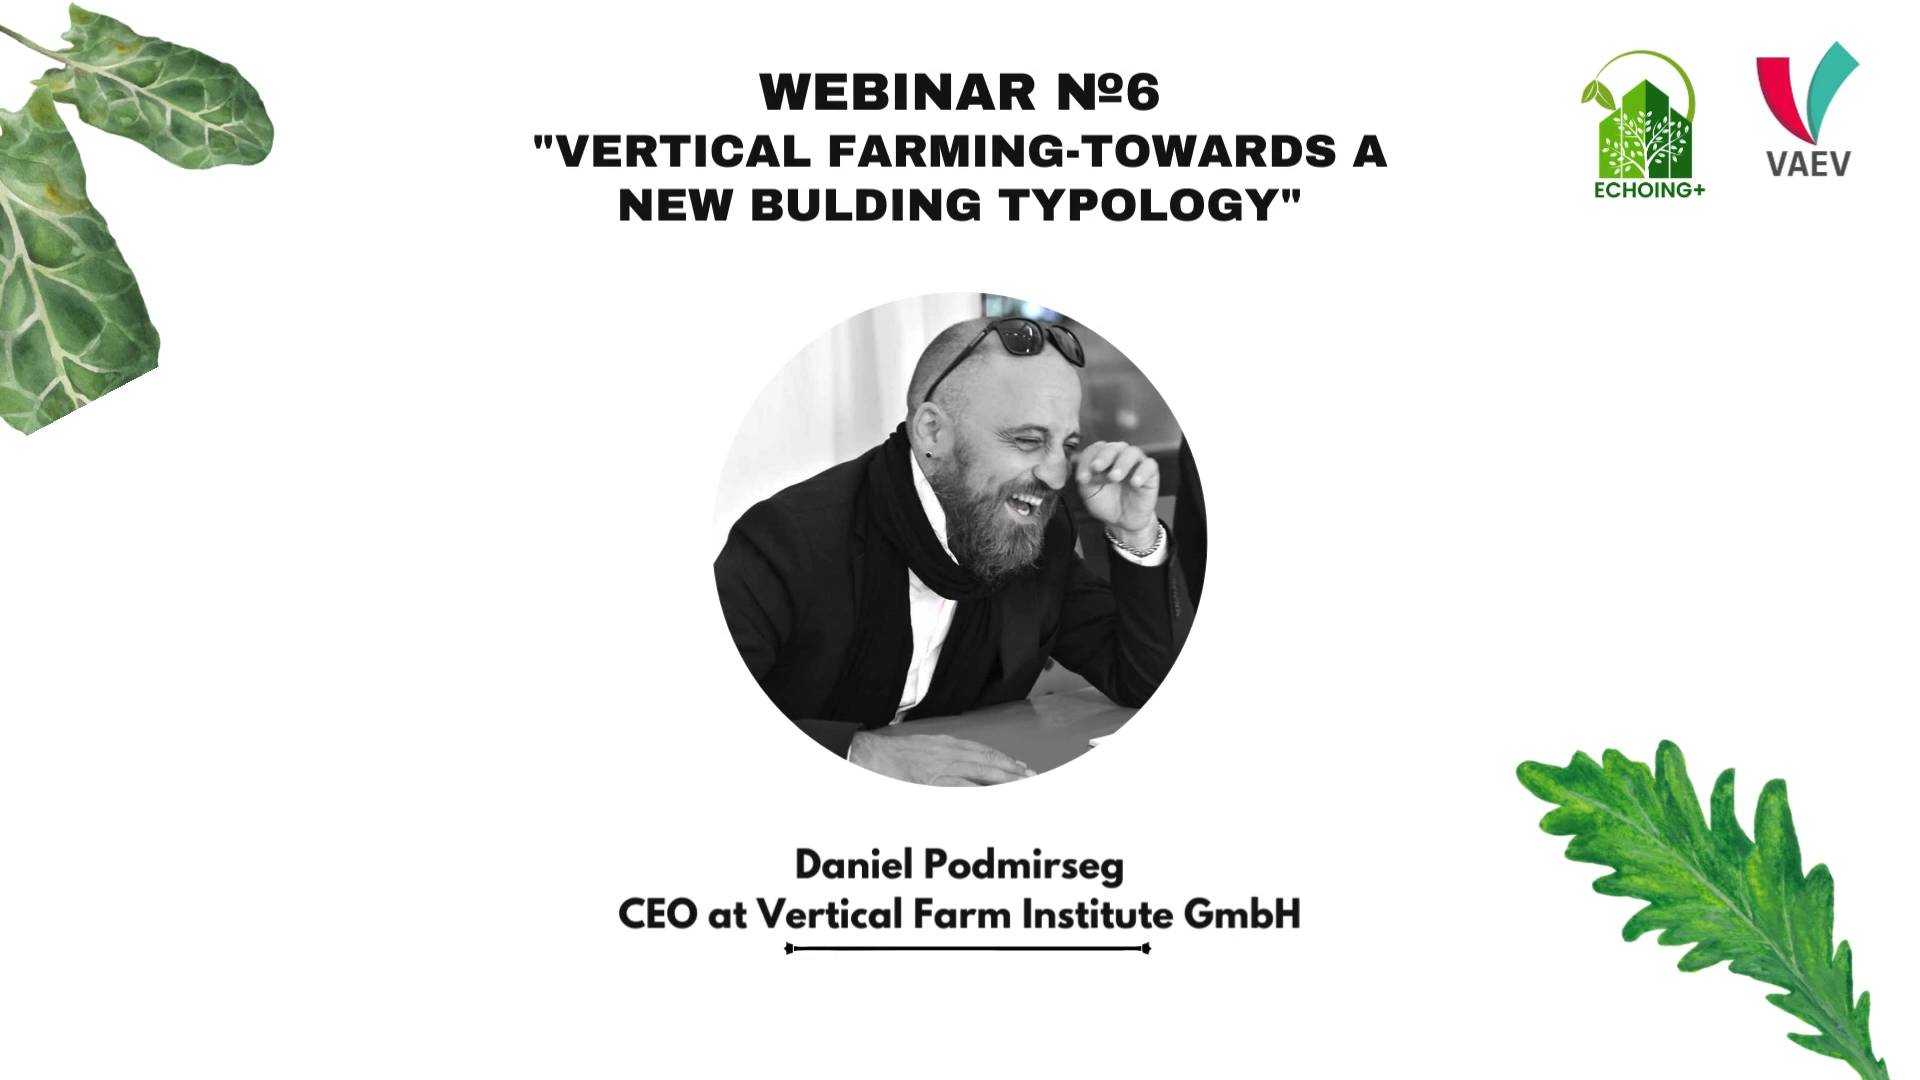 WEBINAR Nº6
"VERTICAL FARMING-TOWARDS A
NEW BULDING TYPOLOGY"
ECHOING+
VAEV
Daniel Podmirseg
CEO at Vertical Farm Institute GmbH